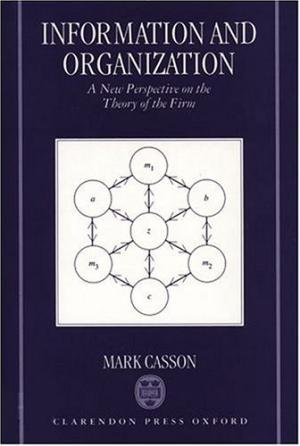 INFORMATION AND
ORGANIZATION
A New Perspective on the
Theory of the Firm
m1
a
b
z
m3
m2
c
MARK CASSON
CLARENDON PRESS OXFORD